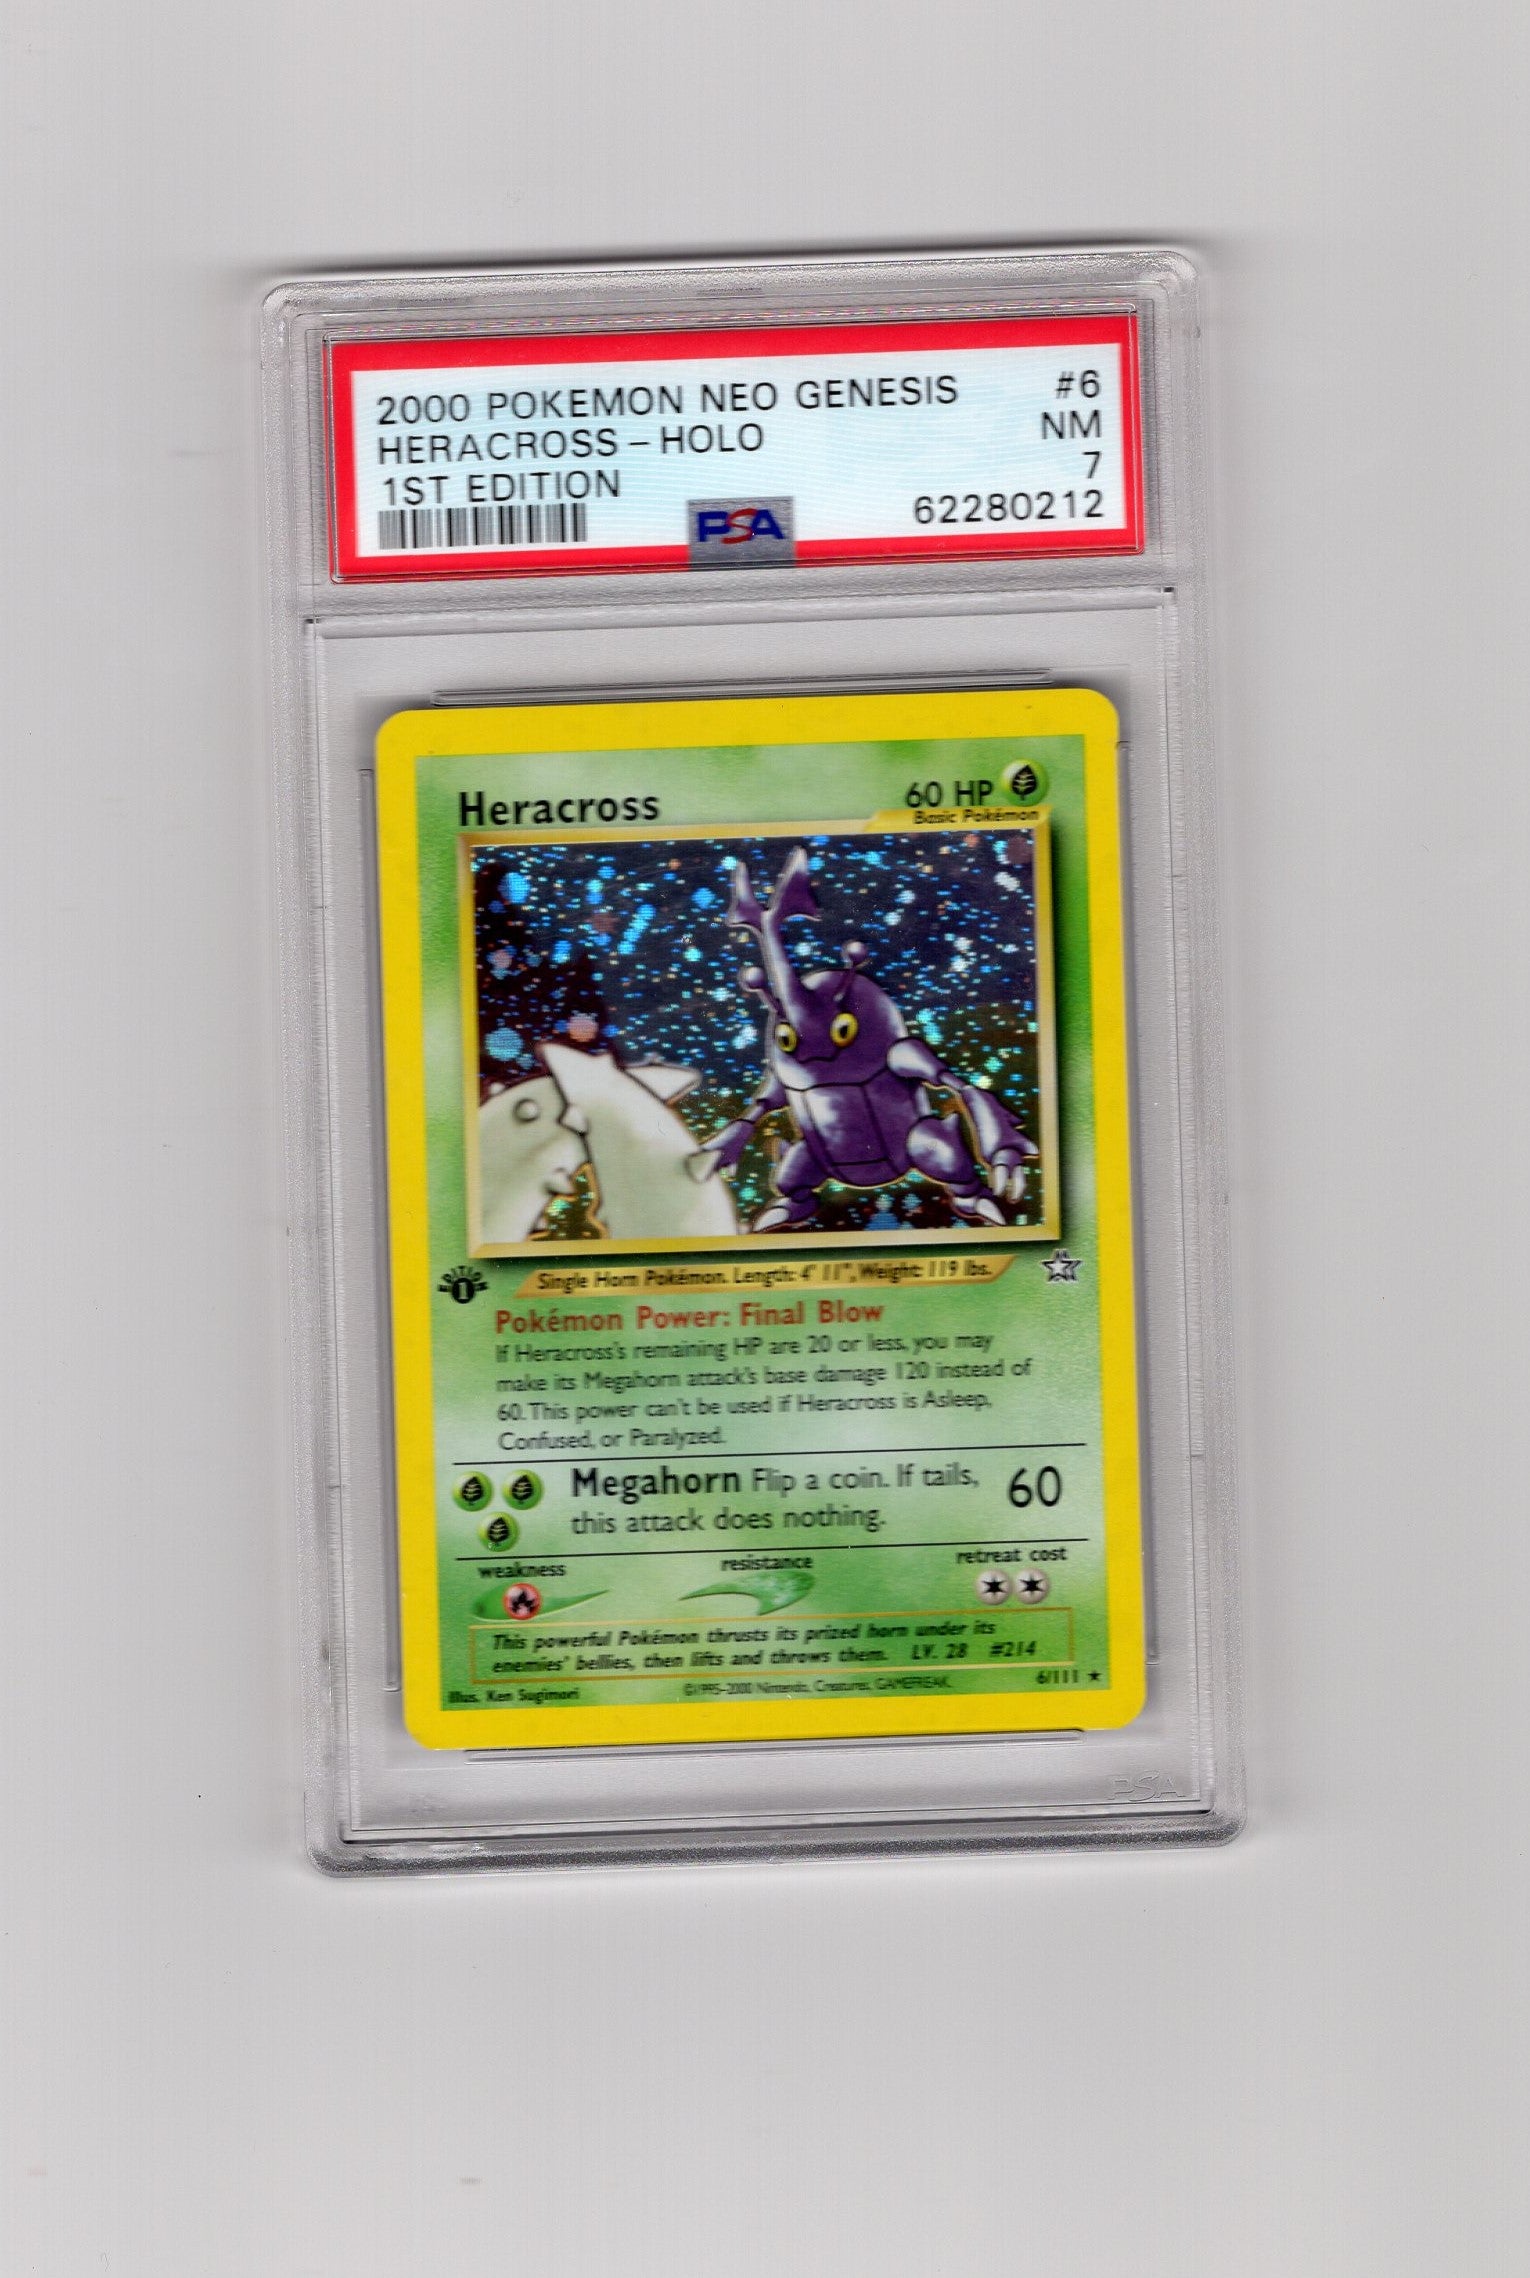 2000 POKEMON NEO GENESIS #6
HERACROSS – HOLO NM
1ST EDITION 7
PSA 62280212
Heracross 60 HP
Basic Pokémon
EDITION 1
Single Horn Pokémon. Length: 4' 11", Weight: 119 lbs.
Pokémon Power: Final Blow
If Heracross's remaining HP are 20 or less, you may
make its Megahorn attack's base damage 120 instead of
60. This power can't be used if Heracross is Asleep,
Confused, or Paralyzed.
Megahorn Flip a coin. If tails, 60
this attack does nothing.
weakness resistance retreat cost
This powerful Pokémon thrusts its prized horn under its
enemies' bellies, then lifts and throws them. LV. 28 #214
Illus. Ken Sugimori ©1995-2000 Nintendo, Creatures, GAMEFREAK. 6/111 ★
PSA